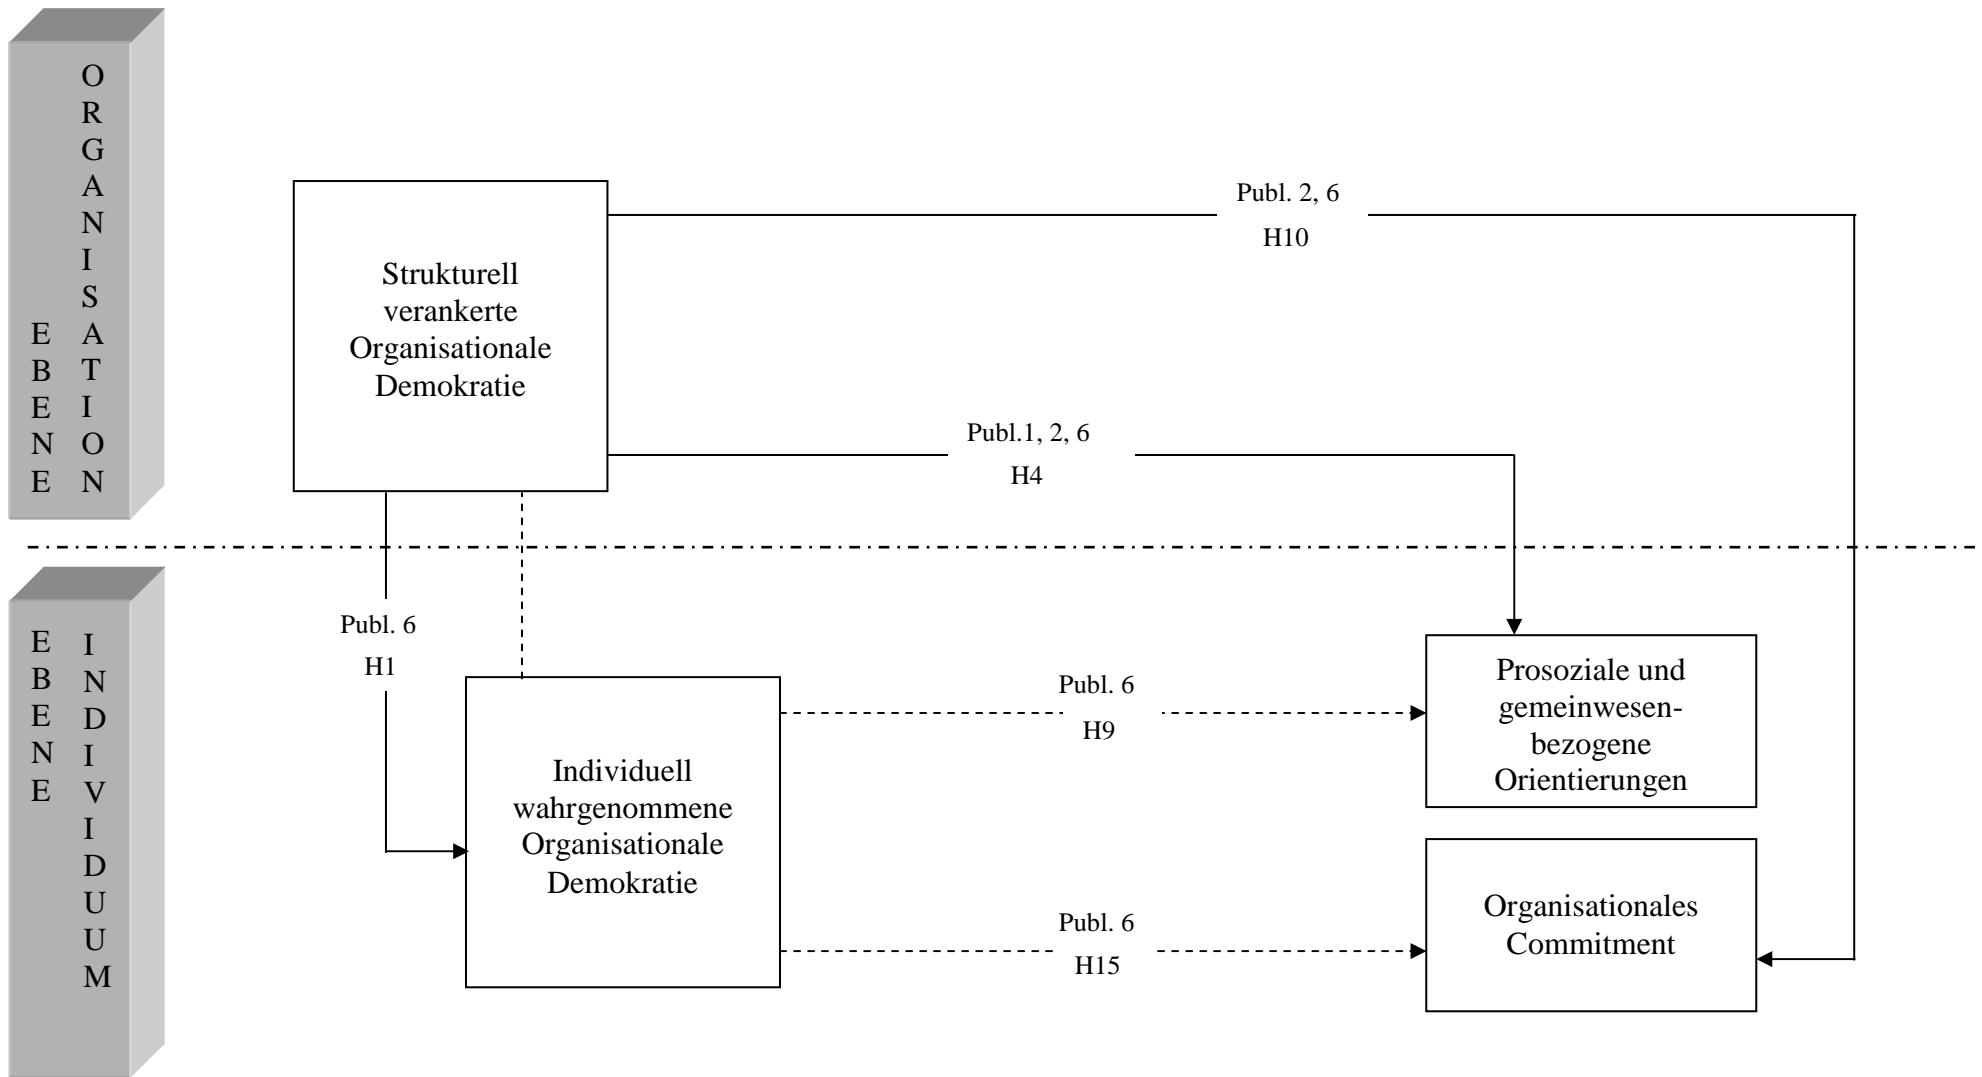 EBENE
ORGANISATION
Strukturell
verankerte
Organisationale
Demokratie
Publ. 2, 6
H10
Publ.1, 2, 6
H4
EBENE
INDIVIDUUM
Publ. 6
H1
Individuell
wahrgenommene
Organisationale
Demokratie
Publ. 6
H9
Prosoziale und
gemeinwesen-
bezogene
Orientierungen
Publ. 6
H15
Organisationales
Commitment